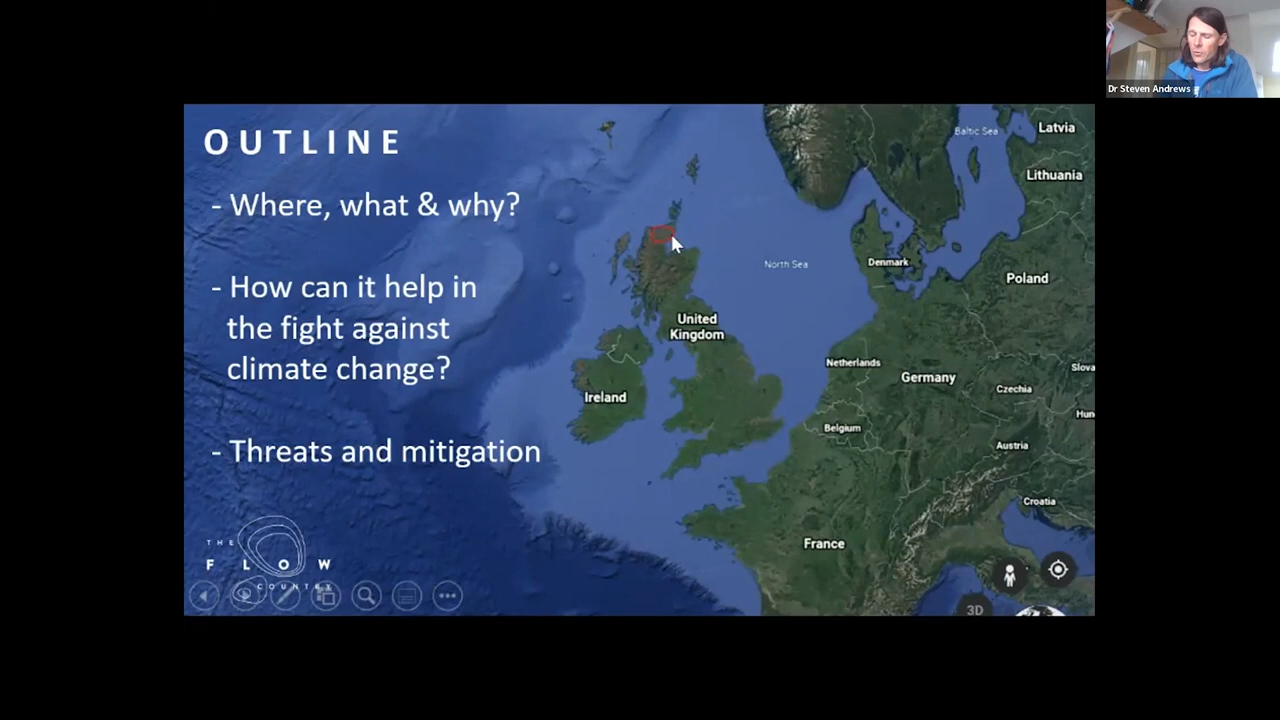 Dr Steven Andrews
OUTLINE
- Where, what & why?
- How can it help in
the fight against
climate change?
- Threats and mitigation
Baltic Sea
Latvia
Lithuania
North Sea
Denmark
Poland
United
Kingdom
Netherlands
Germany
Slova
Czechia
Ireland
Hun
Belgium
Austria
Croatia
France
THE
FLOW
COUNTRY
3D